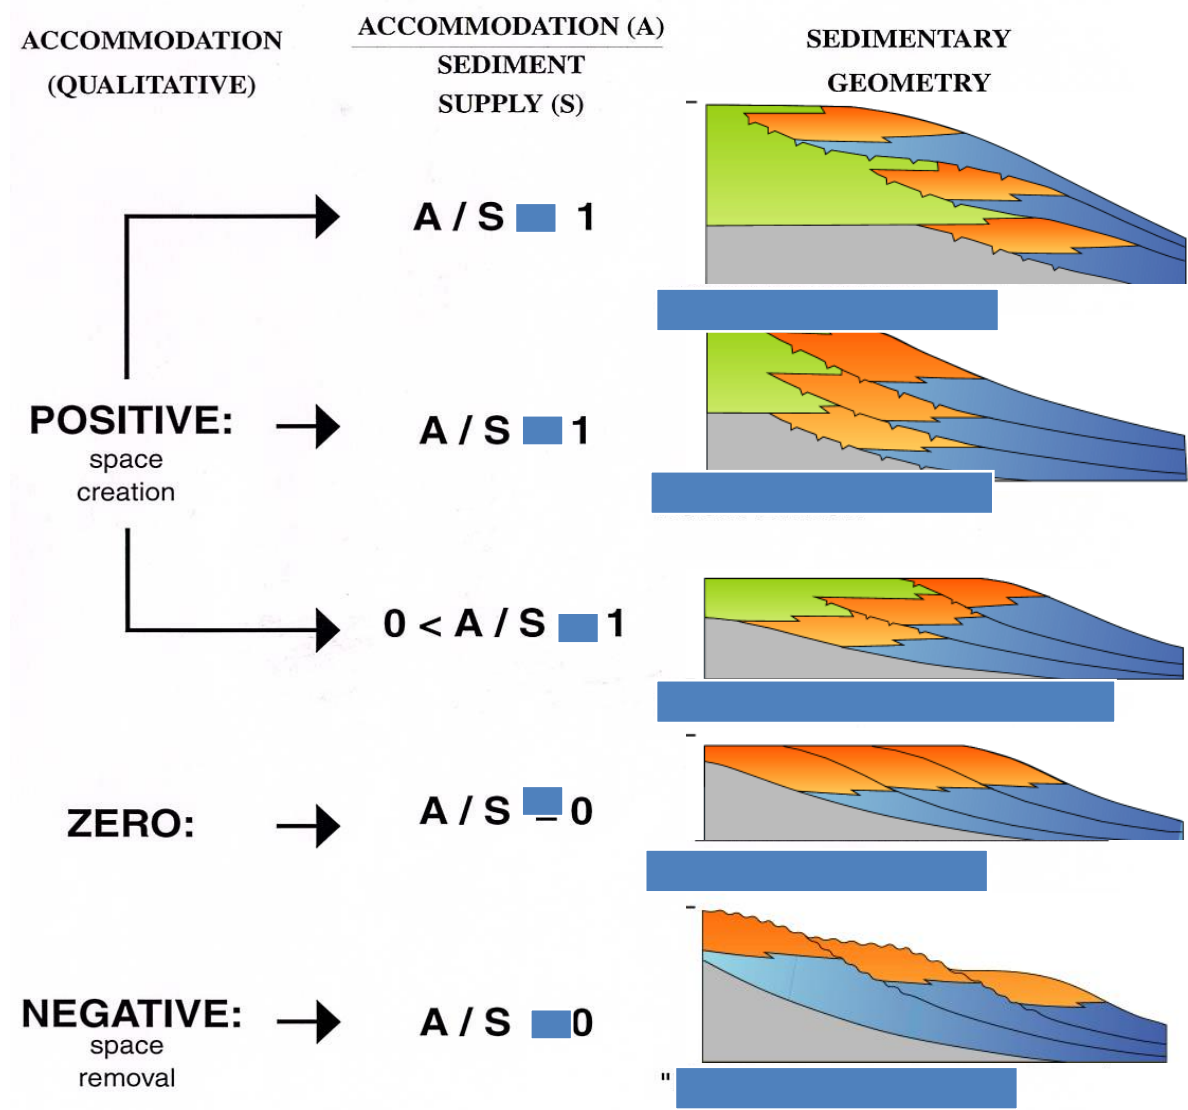 ACCOMMODATION
(QUALITATIVE)
ACCOMMODATION (A)
SEDIMENT
SUPPLY (S)
SEDIMENTARY
GEOMETRY
A / S 1
POSITIVE:
space
creation
A / S 1
0 < A / S 1
ZERO:
A / S _ 0
NEGATIVE:
space
removal
A / S 0
"